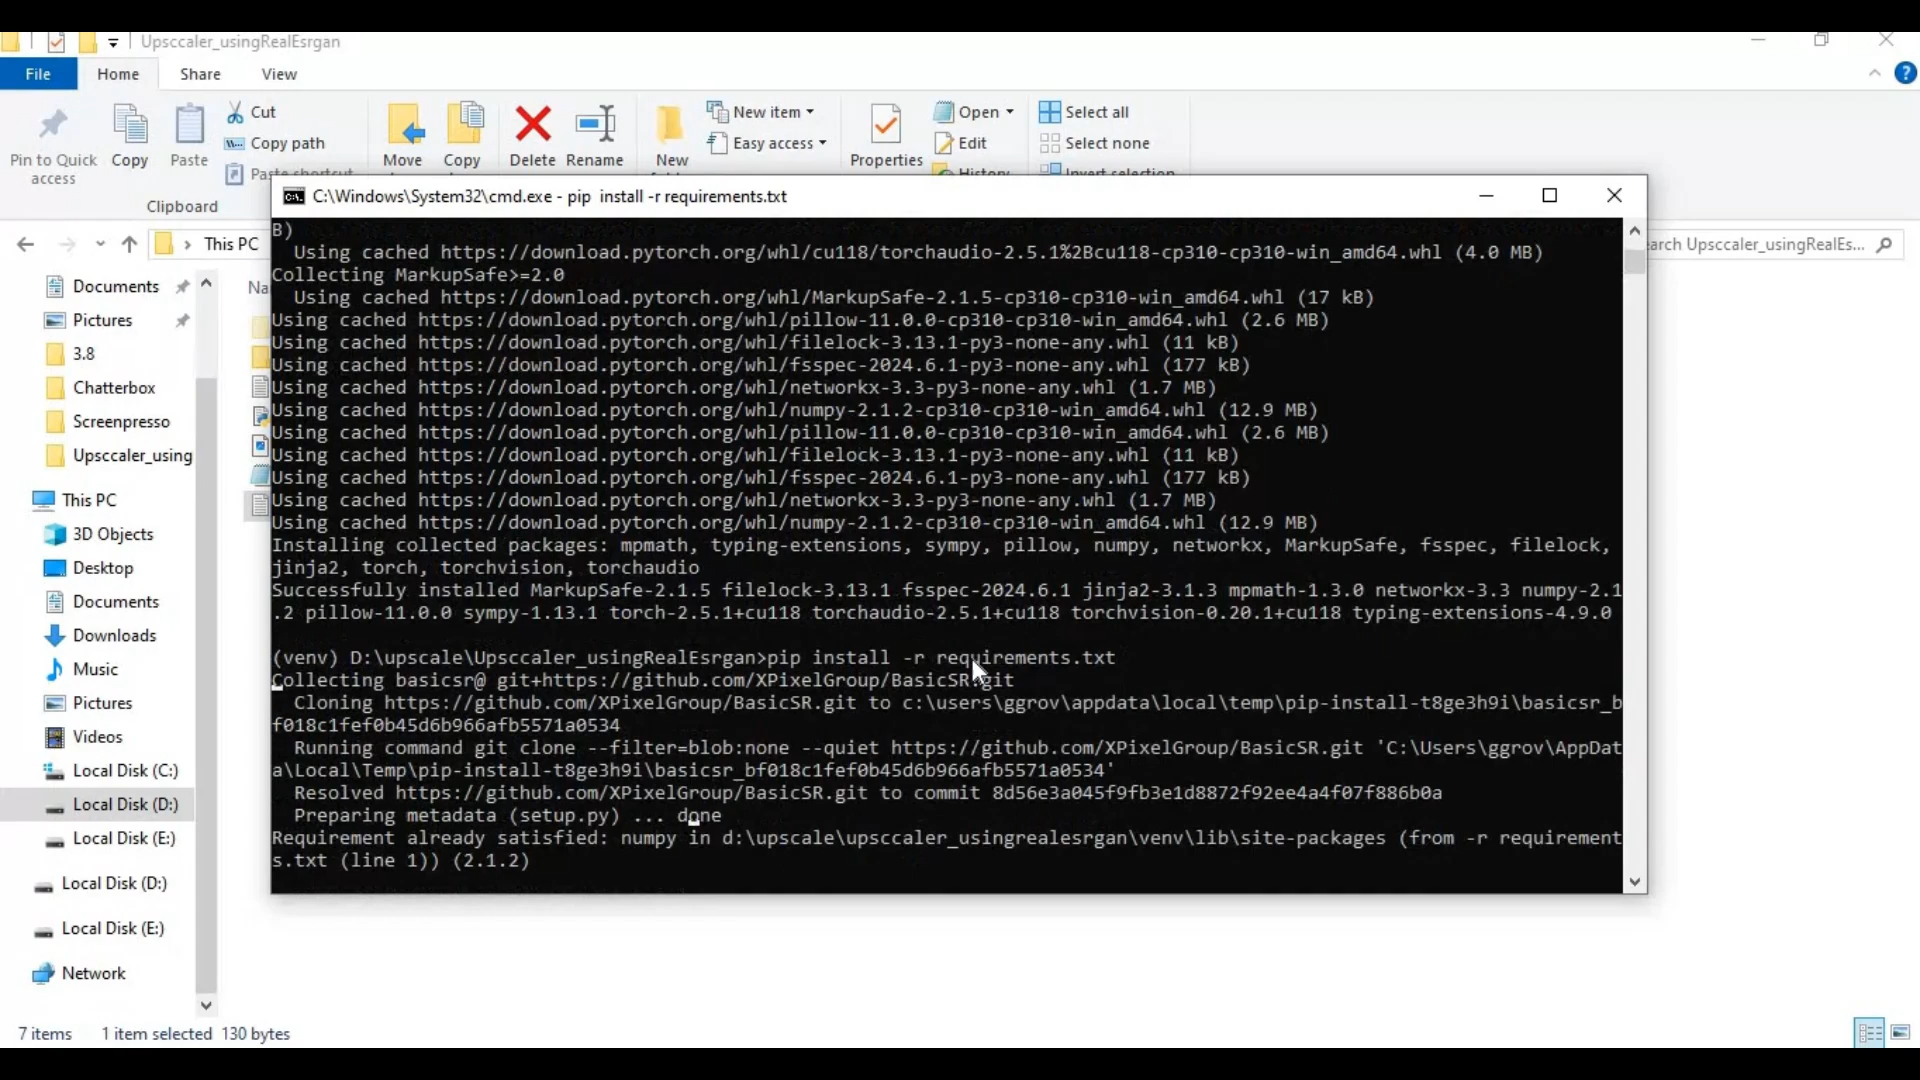 Upsccaler_usingRealEsrgan
File Home Share View
Pin to Quick access
Copy
Paste
Cut
Copy path
Paste shortcut
Move
Copy
Delete
Rename
New
New item
Easy access
Properties
Open
Edit
History
Select all
Select none
Invert selection
Clipboard
This PC
earch Upsccaler_usingRealEs...
Documents
Pictures
3.8
Chatterbox
Screenpresso
Upsccaler_using
This PC
3D Objects
Desktop
Documents
Downloads
Music
Pictures
Videos
Local Disk (C:)
Local Disk (D:)
Local Disk (E:)
Local Disk (D:)
Local Disk (E:)
Network
Na
C:\Windows\System32\cmd.exe - pip  install -r requirements.txt
B)
  Using cached https://download.pytorch.org/whl/cu118/torchaudio-2.5.1%2Bcu118-cp310-cp310-win_amd64.whl (4.0 MB)
Collecting MarkupSafe>=2.0
  Using cached https://download.pytorch.org/whl/MarkupSafe-2.1.5-cp310-cp310-win_amd64.whl (17 kB)
Using cached https://download.pytorch.org/whl/pillow-11.0.0-cp310-cp310-win_amd64.whl (2.6 MB)
Using cached https://download.pytorch.org/whl/filelock-3.13.1-py3-none-any.whl (11 kB)
Using cached https://download.pytorch.org/whl/fsspec-2024.6.1-py3-none-any.whl (177 kB)
Using cached https://download.pytorch.org/whl/networkx-3.3-py3-none-any.whl (1.7 MB)
Using cached https://download.pytorch.org/whl/numpy-2.1.2-cp310-cp310-win_amd64.whl (12.9 MB)
Using cached https://download.pytorch.org/whl/pillow-11.0.0-cp310-cp310-win_amd64.whl (2.6 MB)
Using cached https://download.pytorch.org/whl/filelock-3.13.1-py3-none-any.whl (11 kB)
Using cached https://download.pytorch.org/whl/fsspec-2024.6.1-py3-none-any.whl (177 kB)
Using cached https://download.pytorch.org/whl/networkx-3.3-py3-none-any.whl (1.7 MB)
Using cached https://download.pytorch.org/whl/numpy-2.1.2-cp310-cp310-win_amd64.whl (12.9 MB)
Installing collected packages: mpmath, typing-extensions, sympy, pillow, numpy, networkx, MarkupSafe, fsspec, filelock,
jinja2, torch, torchvision, torchaudio
Successfully installed MarkupSafe-2.1.5 filelock-3.13.1 fsspec-2024.6.1 jinja2-3.1.3 mpmath-1.3.0 networkx-3.3 numpy-2.1
.2 pillow-11.0.0 sympy-1.13.1 torch-2.5.1+cu118 torchaudio-2.5.1+cu118 torchvision-0.20.1+cu118 typing-extensions-4.9.0
(venv) D:\upscale\Upsccaler_usingRealEsrgan>pip install -r requirements.txt
Collecting basicsr@ git+https://github.com/XPixelGroup/BasicSR.git
  Cloning https://github.com/XPixelGroup/BasicSR.git to c:\users\ggrov\appdata\local\temp\pip-install-t8ge3h9i\basicsr_b
f018c1fef0b45d6b966afb5571a0534
  Running command git clone --filter=blob:none --quiet https://github.com/XPixelGroup/BasicSR.git 'C:\Users\ggrov\AppDat
a\Local\Temp\pip-install-t8ge3h9i\basicsr_bf018c1fef0b45d6b966afb5571a0534'
  Resolved https://github.com/XPixelGroup/BasicSR.git to commit 8d56e3a045f9fb3e1d8872f92ee4a4f07f886b0a
  Preparing metadata (setup.py) ... done
Requirement already satisfied: numpy in d:\upscale\upsccaler_usingrealesrgan\venv\lib\site-packages (from -r requirement
s.txt (line 1)) (2.1.2)
7 items 1 item selected 130 bytes